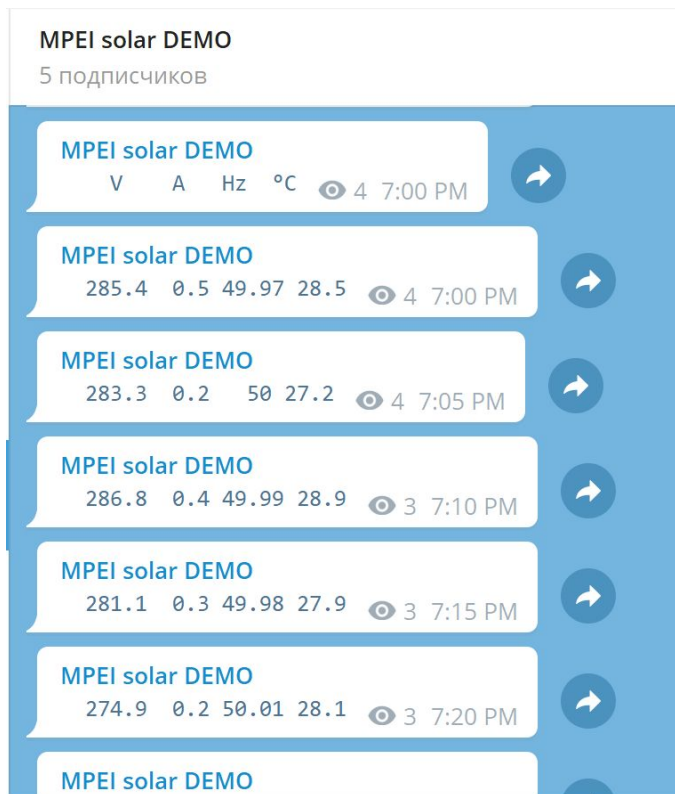 MPEI solar DEMO
5 подписчиков
MPEI solar DEMO
V A Hz °C 4 7:00 PM
MPEI solar DEMO
285.4 0.5 49.97 28.5 4 7:00 PM
MPEI solar DEMO
283.3 0.2 50 27.2 4 7:05 PM
MPEI solar DEMO
286.8 0.4 49.99 28.9 3 7:10 PM
MPEI solar DEMO
281.1 0.3 49.98 27.9 3 7:15 PM
MPEI solar DEMO
274.9 0.2 50.01 28.1 3 7:20 PM
MPEI solar DEMO